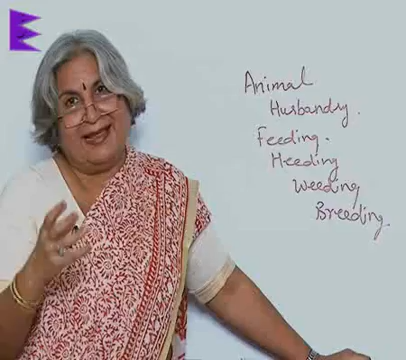 Animal
Husbandry.
Feeding.
Heeding
Weeding
Breeding.